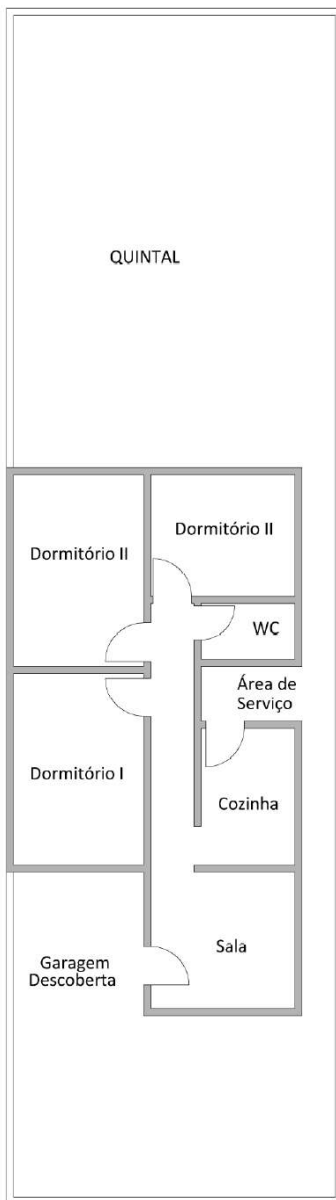 QUINTAL
Dormitório II
Dormitório II
WC
Área de
Serviço
Dormitório I
Cozinha
Sala
Garagem
Descoberta